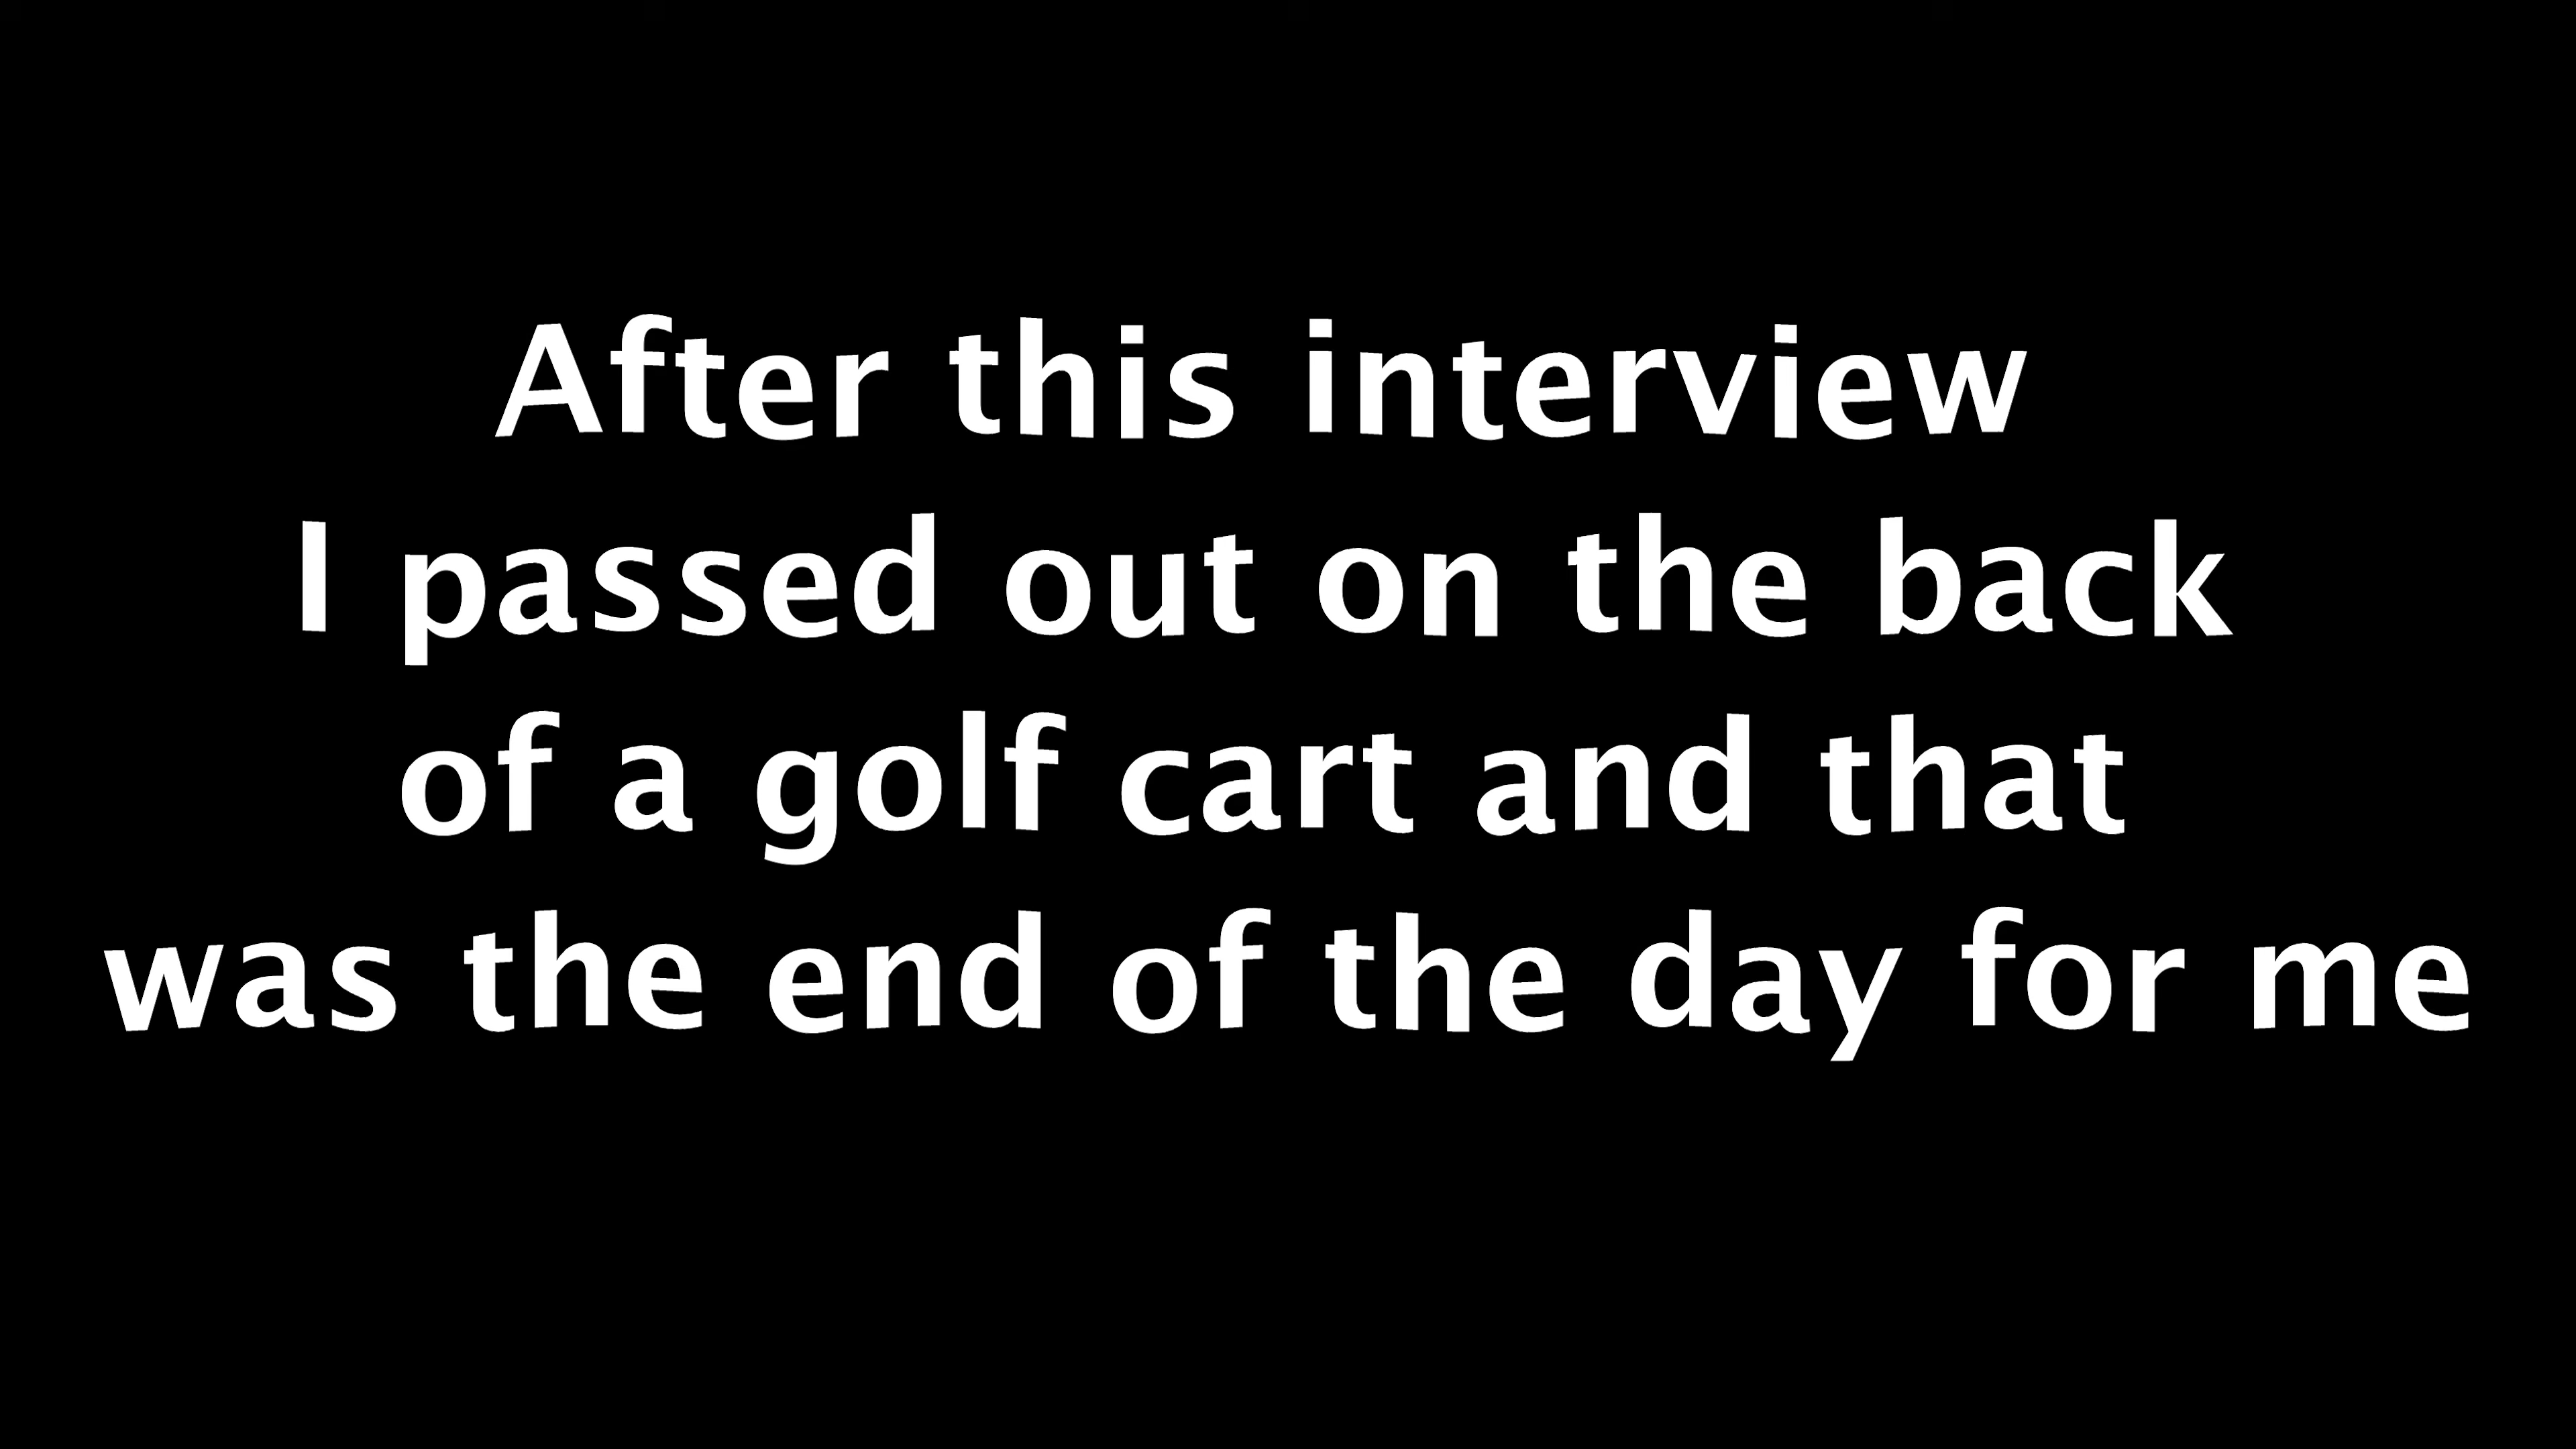 After this interview
I passed out on the back
of a golf cart and that
was the end of the day for me